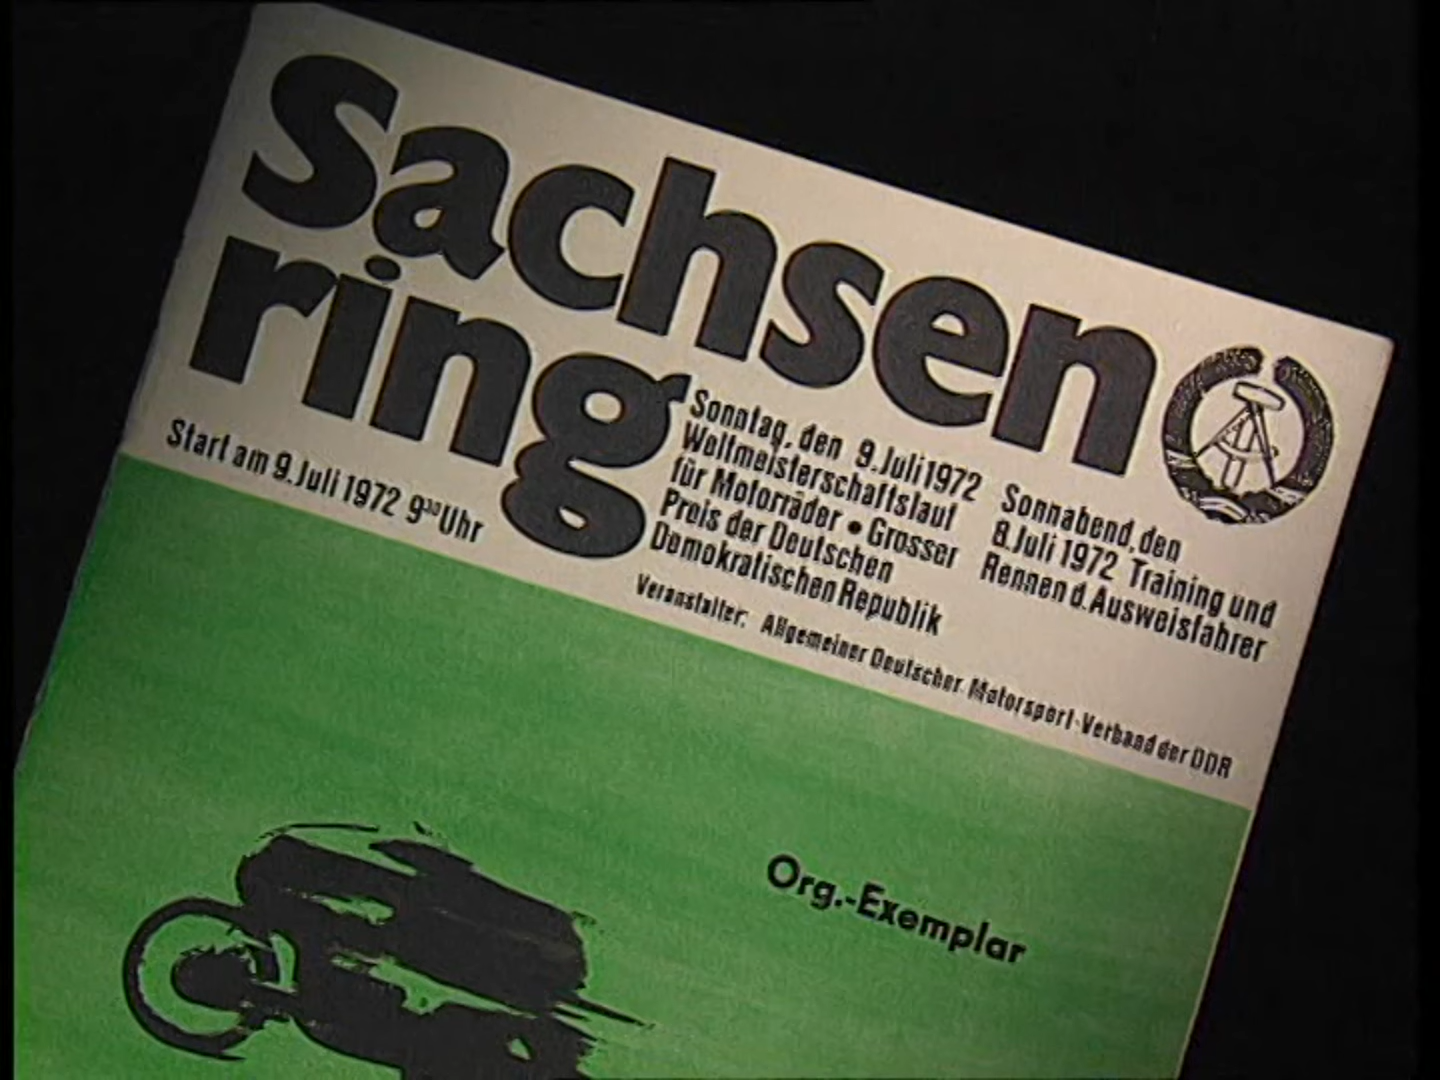 Sachsen
ring
Start am 9. Juli 1972 9³⁰ Uhr
Sonntag, den 9. Juli 1972
Weltmeisterschaftslauf
für Motorräder • Grosser
Preis der Deutschen
Demokratischen Republik
Sonnabend, den
8. Juli 1972 Training und
Rennen d. Ausweisfahrer
Veranstalter: Allgemeiner Deutscher Motorsport-Verband der DDR
Org.-Exemplar